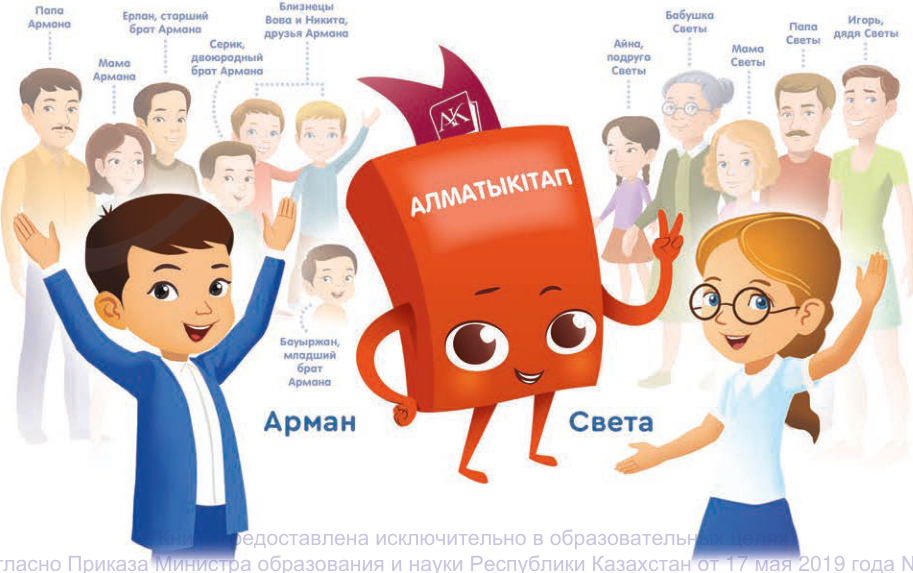 Папа
Армана
Мама
Армана
Ерлан, старший
брат Армана
Серик,
двоюродный
брат Армана
Близнецы
Вова и Никита,
друзья Армана
Айна,
подруга
Светы
Бабушка
Светы
Мама
Светы
Папа
Светы
Игорь,
дядя Светы
АК
АЛМАТЫКІТАП
Бауыржан,
младший
брат
Армана
Арман
Света
предоставлена исключительно в образовательных целях
гласно Приказа Министра образования и науки Республики Казахстан от 17 мая 2019 года N